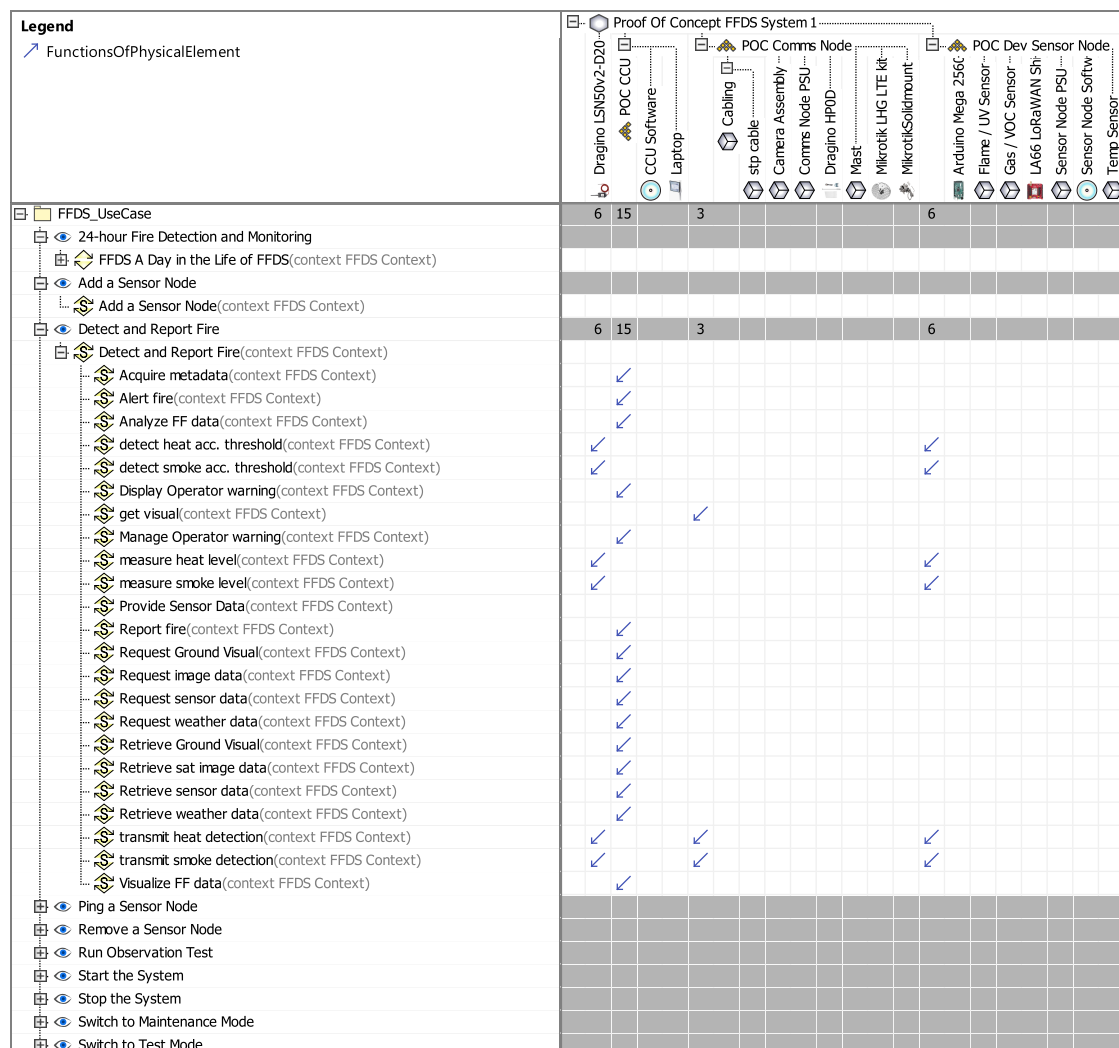 Legend
FunctionsOfPhysicalElement
Proof Of Concept FFDS System 1
Dragino LSN50v2-D20
POC CCU
CCU Software
Laptop
POC Comms Node
Cabling
stp cable
Camera Assembly
Comms Node PSU
Dragino HP0D
Mast
Mikrotik LHG LTE kit
MikrotikSolidmount
POC Dev Sensor Node
Arduino Mega 256
Flame / UV Sensor
Gas / VOC Sensor
LA66 LoRaWAN Sh
Sensor Node PSU
Sensor Node Softw
Temp Sensor
FFDS_UseCase 6 15 3 6
24-hour Fire Detection and Monitoring
FFDS A Day in the Life of FFDS(context FFDS Context)
Add a Sensor Node
Add a Sensor Node(context FFDS Context)
Detect and Report Fire 6 15 3 6
Detect and Report Fire(context FFDS Context)
Acquire metadata(context FFDS Context)
Alert fire(context FFDS Context)
Analyze FF data(context FFDS Context)
detect heat acc. threshold(context FFDS Context)
detect smoke acc. threshold(context FFDS Context)
Display Operator warning(context FFDS Context)
get visual(context FFDS Context)
Manage Operator warning(context FFDS Context)
measure heat level(context FFDS Context)
measure smoke level(context FFDS Context)
Provide Sensor Data(context FFDS Context)
Report fire(context FFDS Context)
Request Ground Visual(context FFDS Context)
Request image data(context FFDS Context)
Request sensor data(context FFDS Context)
Request weather data(context FFDS Context)
Retrieve Ground Visual(context FFDS Context)
Retrieve sat image data(context FFDS Context)
Retrieve sensor data(context FFDS Context)
Retrieve weather data(context FFDS Context)
transmit heat detection(context FFDS Context)
transmit smoke detection(context FFDS Context)
Visualize FF data(context FFDS Context)
Ping a Sensor Node
Remove a Sensor Node
Run Observation Test
Start the System
Stop the System
Switch to Maintenance Mode
Switch to Test Mode